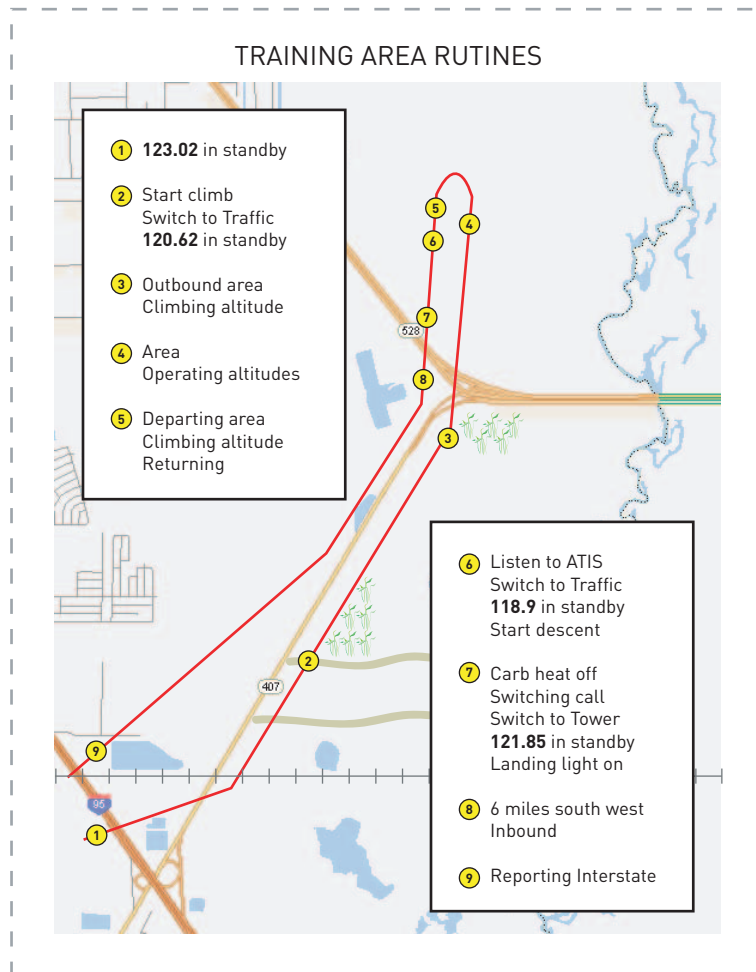 TRAINING AREA RUTINES
1 123.02 in standby
2 Start climb
Switch to Traffic
120.62 in standby
3 Outbound area
Climbing altitude
4 Area
Operating altitudes
5 Departing area
Climbing altitude
Returning
5
4
6
7
528
8
3
6 Listen to ATIS
Switch to Traffic
118.9 in standby
Start descent
7 Carb heat off
Switching call
Switch to Tower
121.85 in standby
Landing light on
8 6 miles south west
Inbound
9 Reporting Interstate
2
407
9
95
1